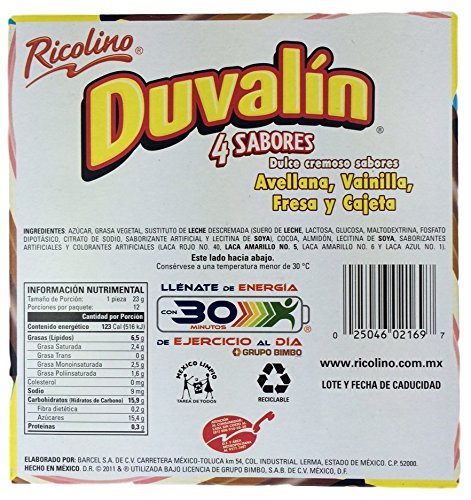 Ricolino®
Duvalín®
4 SABORES
Dulce cremoso sabores
Avellana, Vainilla,
Fresa y Cajeta
INGREDIENTES: AZÚCAR, GRASA VEGETAL, SUSTITUTO DE LECHE DESCREMADA (SUERO DE LECHE, LACTOSA, GLUCOSA, MALTODEXTRINA, FOSFATO
DIPOTÁSICO, CITRATO DE SODIO, SABORIZANTE ARTIFICIAL Y LECITINA DE SOYA), COCOA, ALMIDÓN, LECITINA DE SOYA, SABORIZANTES
ARTIFICIALES Y COLORANTES ARTIFICIALES (LACA ROJO NO. 40, LACA AMARILLO NO. 5, LACA AMARILLO NO. 6 Y LACA AZUL NO. 1).
Este lado hacia abajo.
Consérvese a una temperatura menor de 30 °C
INFORMACIÓN NUTRIMENTAL
Tamaño de Porción: 1 pieza 23 g
Porciones por paquete: 12
Cantidad por Porción
Contenido energético 123 Cal (516 kJ)
Grasas (Lípidos) 6,5 g
Grasa Saturada 2,4 g
Grasa Trans 0 g
Grasa Monoinsaturada 2,5 g
Grasa Poliinsaturada 1,6 g
Colesterol 0 mg
Sodio 9 mg
Carbohidratos (Hidratos de Carbono) 15,9 g
Fibra dietética 0,2 g
Azúcares 15,4 g
Proteínas 0,3 g
LLÉNATE DE ENERGÍA
CON 30 MINUTOS
DE EJERCICIO AL DÍA
GRUPO BIMBO
MEXICO LIMPIO
TAREA DE TODOS
RECICLABLE
0 25046 02169 7
www.ricolino.com.mx
LOTE Y FECHA DE CADUCIDAD
ELABORADO POR: BARCEL S.A. DE C.V. CARRETERA MÉXICO-TOLUCA km 54, COL. INDUSTRIAL LERMA, ESTADO DE MÉXICO. C.P. 52000.
HECHO EN MÉXICO. D.R. © 2011 & ® UTILIZADA BAJO LICENCIA DE GRUPO BIMBO, S.A.B. DE C.V. MÉXICO, D.F.